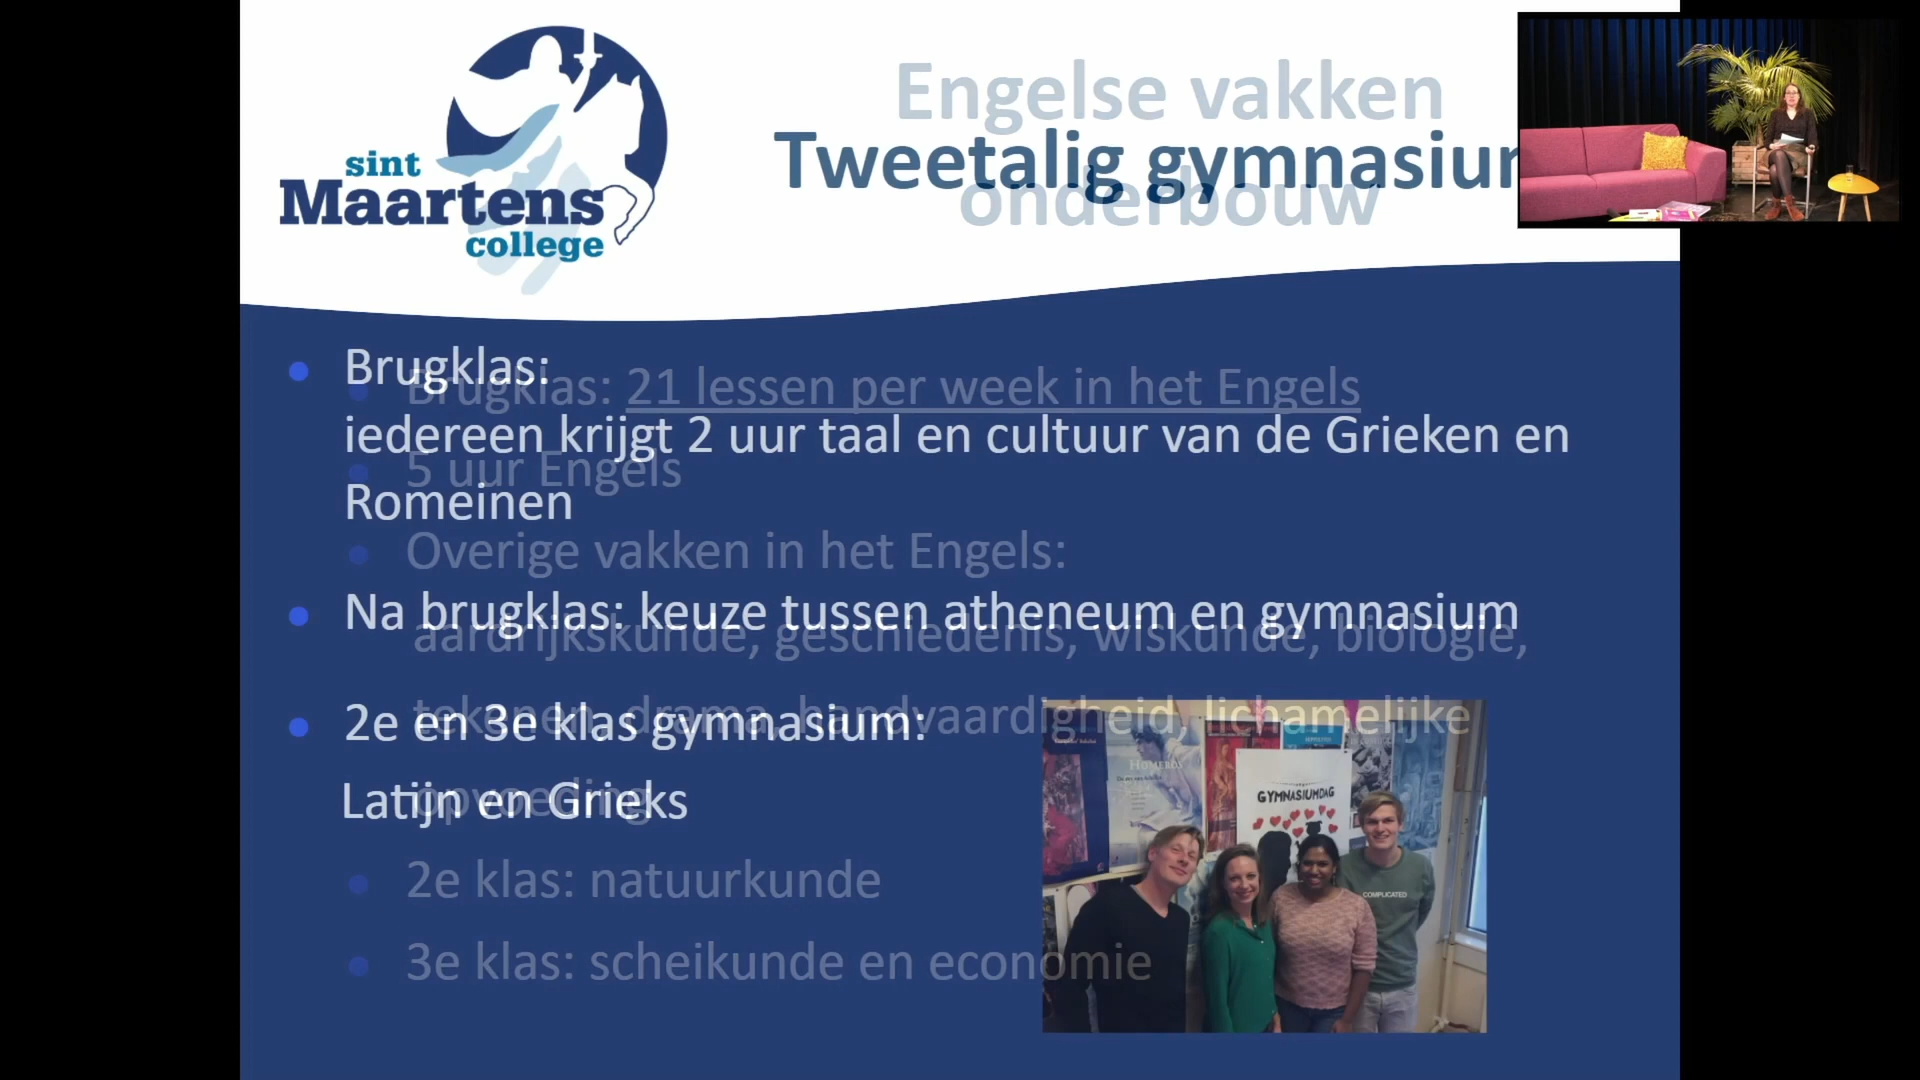 sint
Maartens
college
Engelse vakken
onderbouw
Tweetalig gymnasium
Brugklas:
iedereen krijgt 2 uur taal en cultuur van de Grieken en
Romeinen
Na brugklas: keuze tussen atheneum en gymnasium
2e en 3e klas gymnasium:
Latijn en Grieks
Brugklas: 21 lessen per week in het Engels
5 uur Engels
Overige vakken in het Engels:
aardrijkskunde, geschiedenis, wiskunde, biologie,
tekenen, drama, handvaardigheid, lichamelijke
opvoeding
2e klas: natuurkunde
3e klas: scheikunde en economie
HOMEROS
GYMNASIUMDAG
COMPLICATED